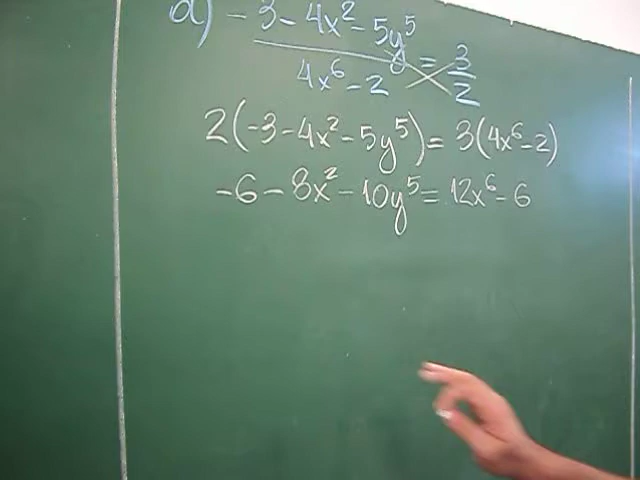 d) -3-4x²-5y⁵
4x⁶-2 = 3/2
2(-3-4x²-5y⁵)= 3(4x⁶-2)
-6-8x²-10y⁵= 12x⁶-6